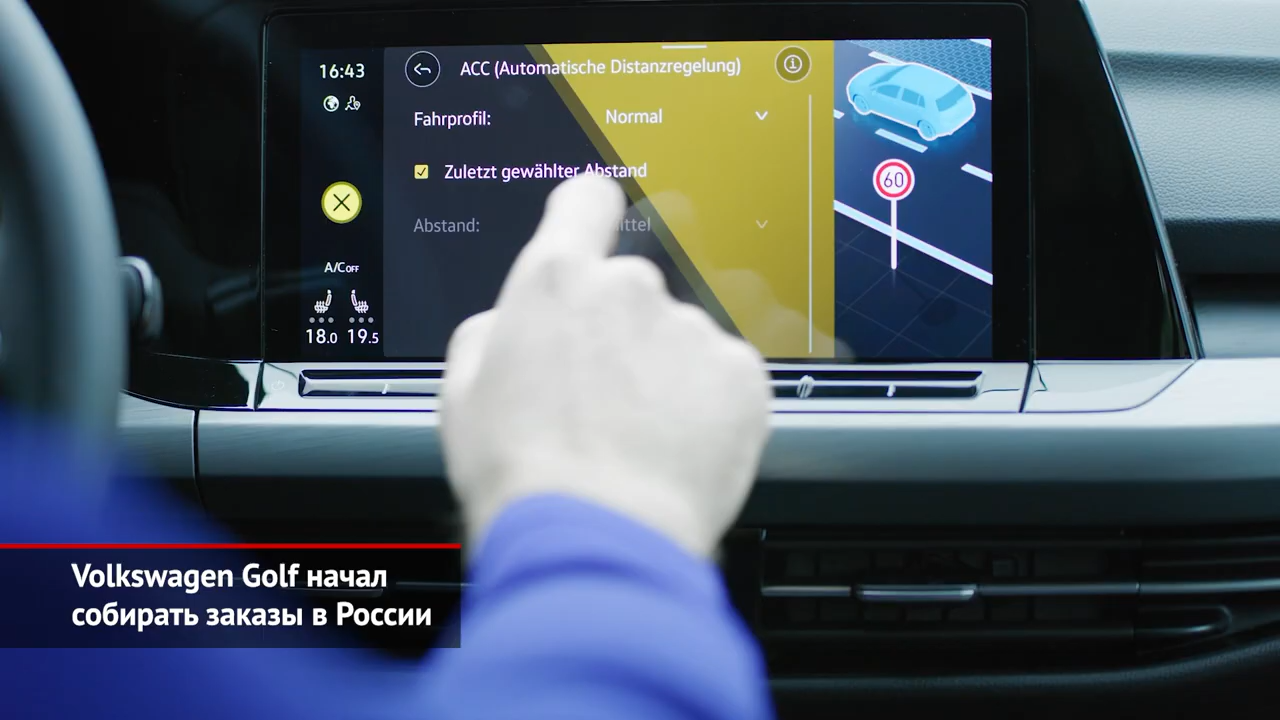 16:43
ACC (Automatische Distanzregelung)
Fahrprofil: Normal
Zuletzt gewählter Abstand
Abstand:
60
A/C OFF
18.0 19.5
Volkswagen Golf начал
собирать заказы в России